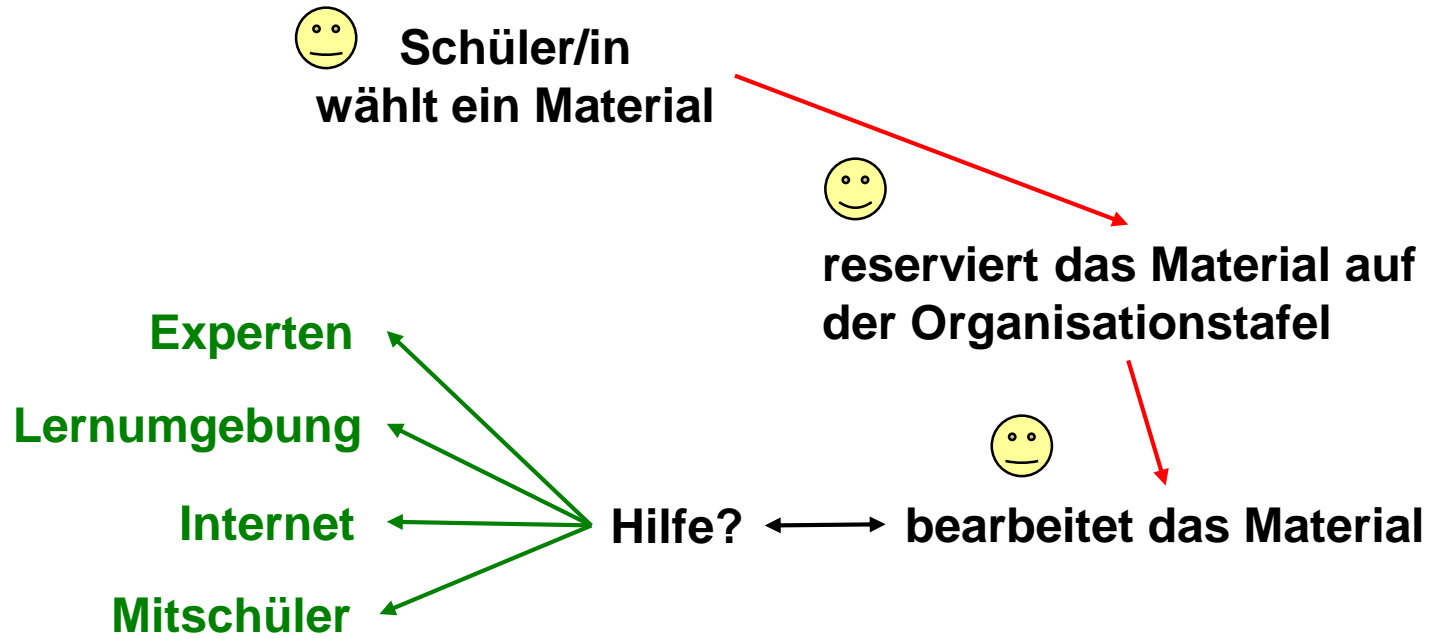 Schüler/in
wählt ein Material
reserviert das Material auf
der Organisationstafel
Experten
Lernumgebung
Internet
Mitschüler
Hilfe?
bearbeitet das Material